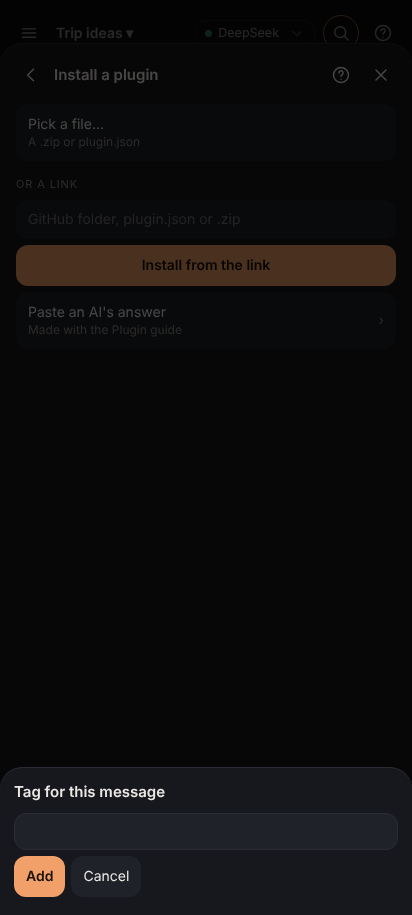 Trip ideas ▾
DeepSeek
Install a plugin
Pick a file...
A .zip or plugin.json
OR A LINK
GitHub folder, plugin.json or .zip
Install from the link
Paste an AI's answer
Made with the Plugin guide
Tag for this message
Add
Cancel